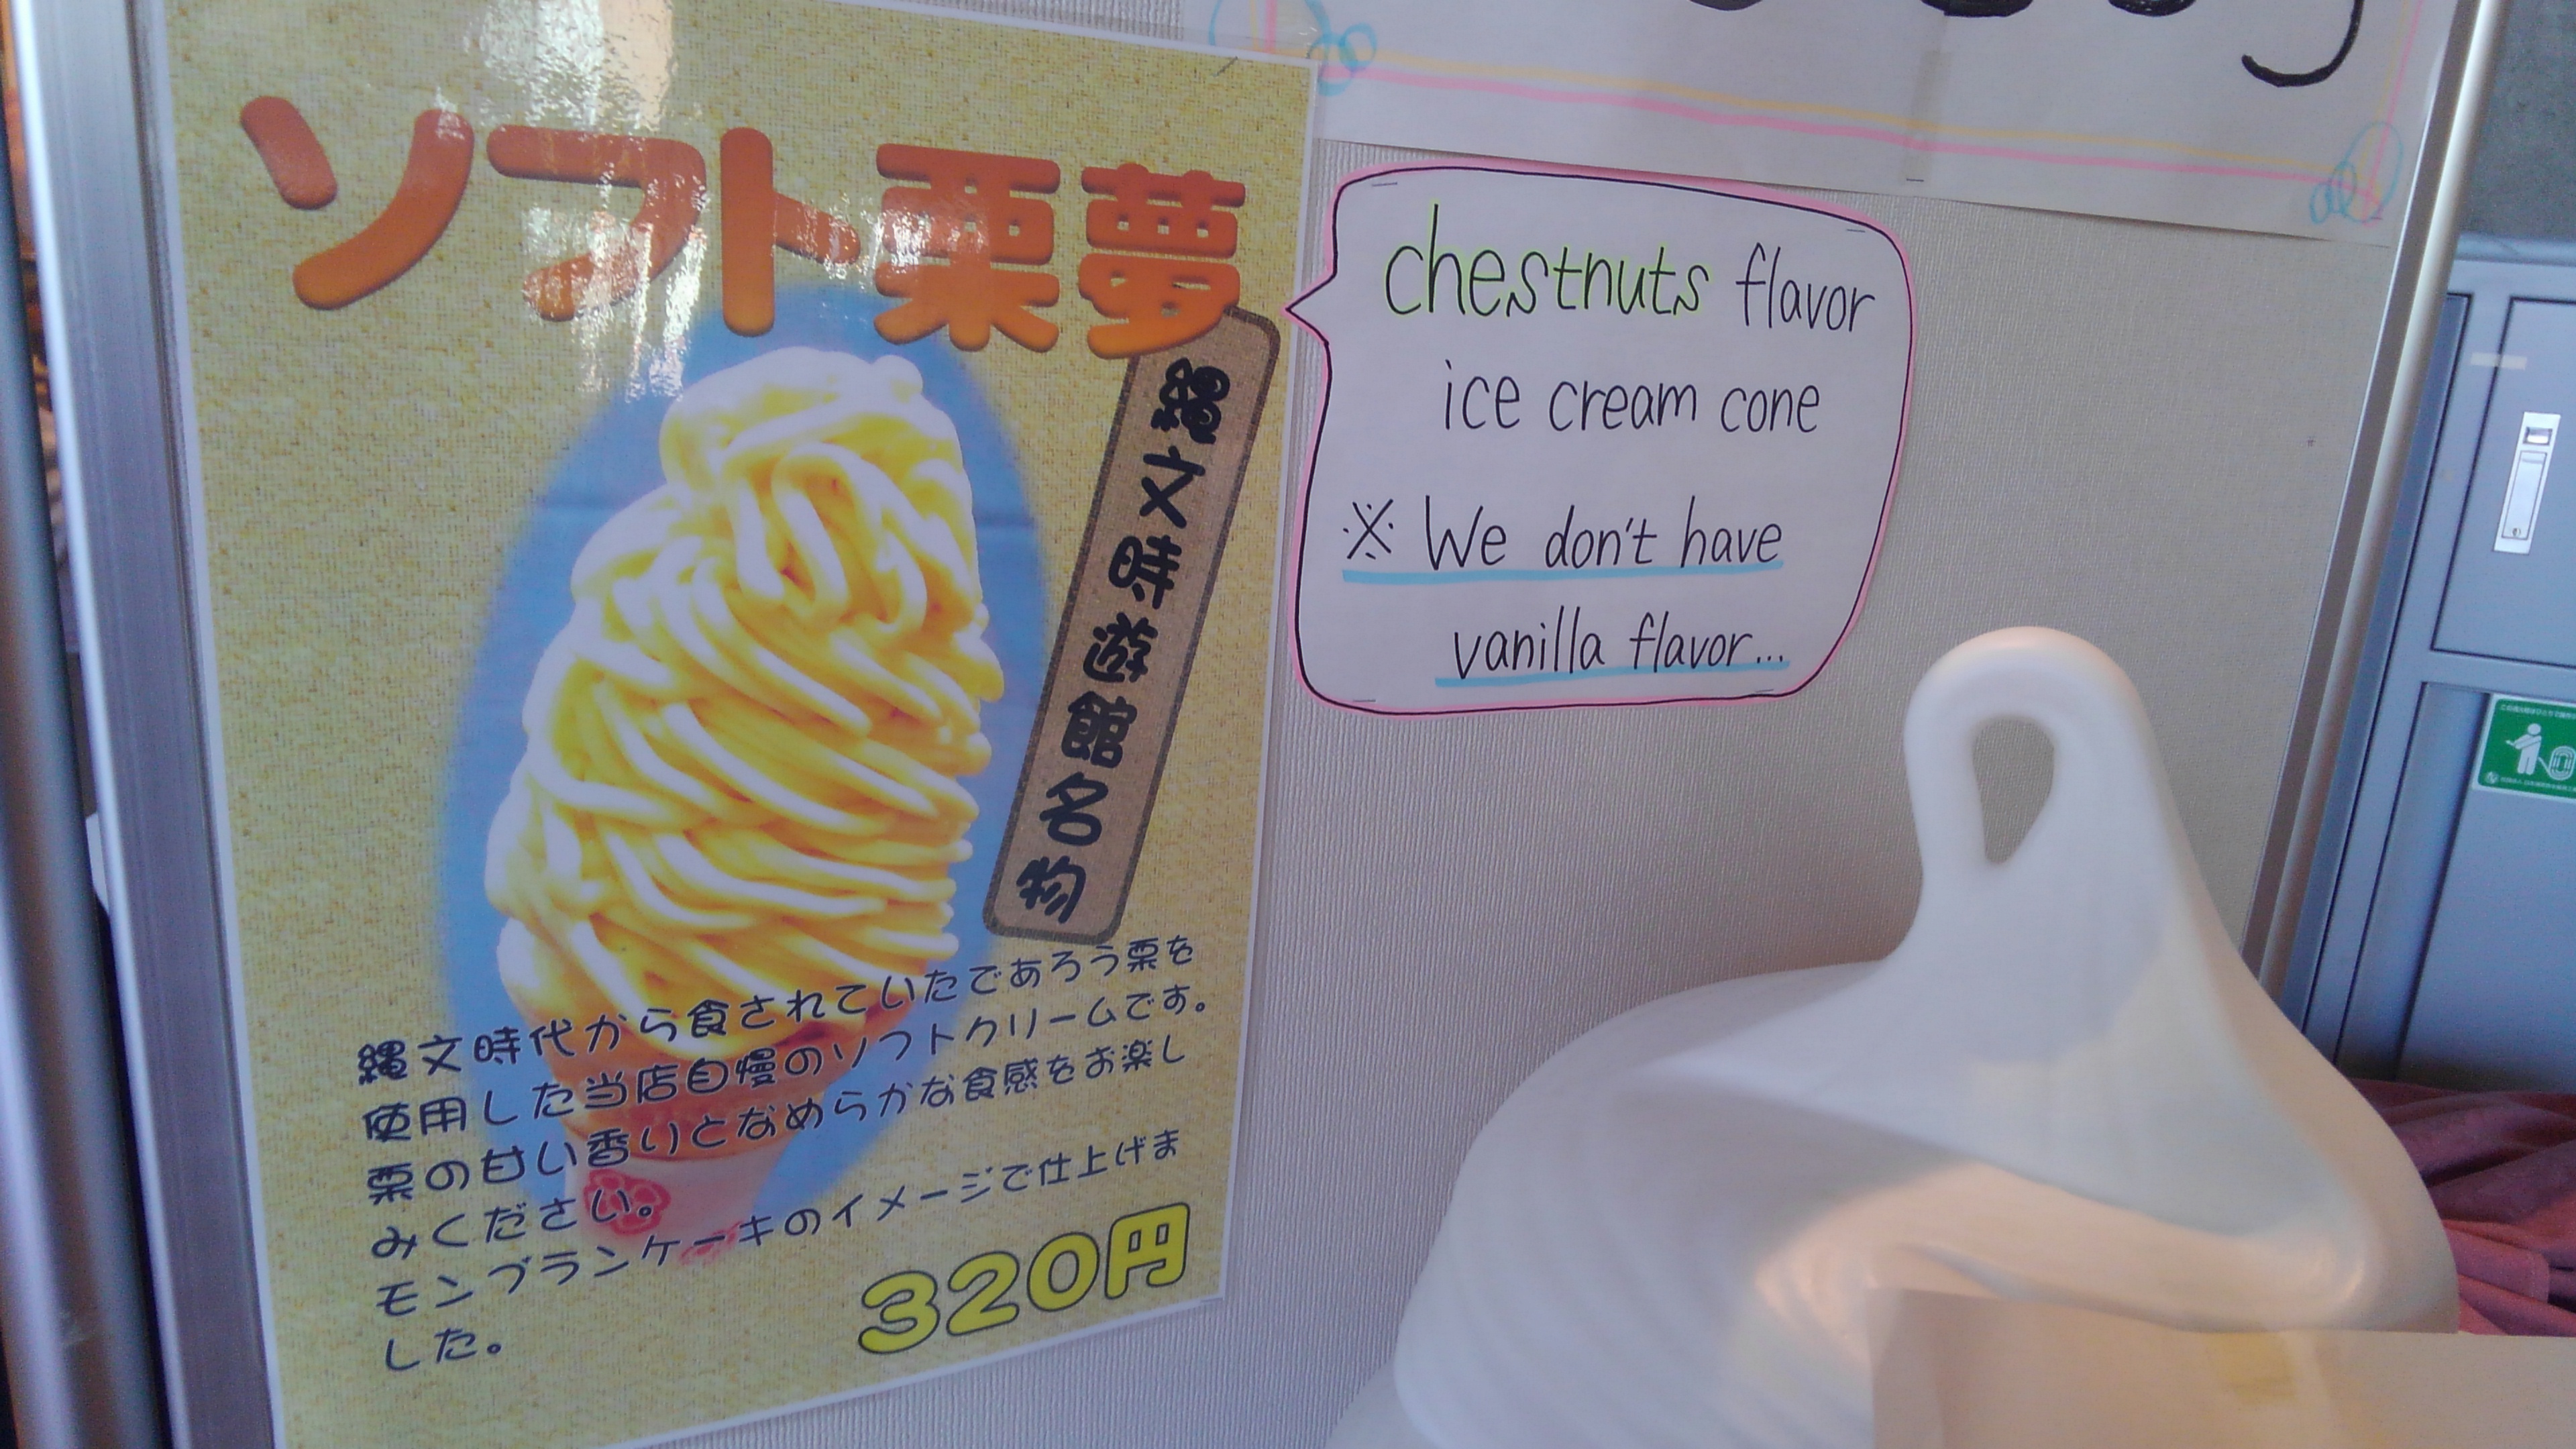 ソフト栗夢
縄文時遊館名物
縄文時代から食されていたであろう栗を
使用した当店自慢のソフトクリームです。
栗の甘い香りとなめらかな食感をお楽し
みください。
モンブランケーキのイメージで仕上げま
した。
320円
chestnuts flavor
ice cream cone
※ We don't have
vanilla flavor...